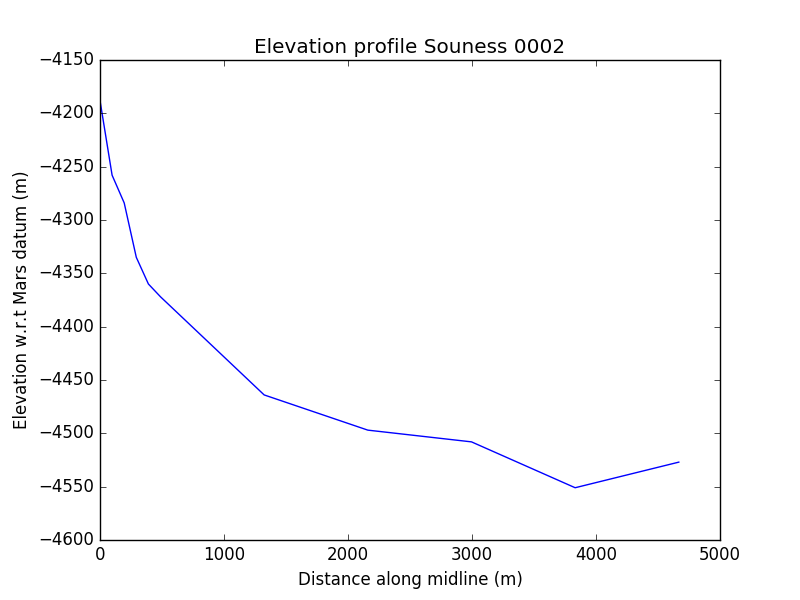 Elevation profile Souness 0002
−4150
−4200
−4250
−4300
−4350
−4400
−4450
−4500
−4550
−4600
Elevation w.r.t Mars datum (m)
0 1000 2000 3000 4000 5000
Distance along midline (m)